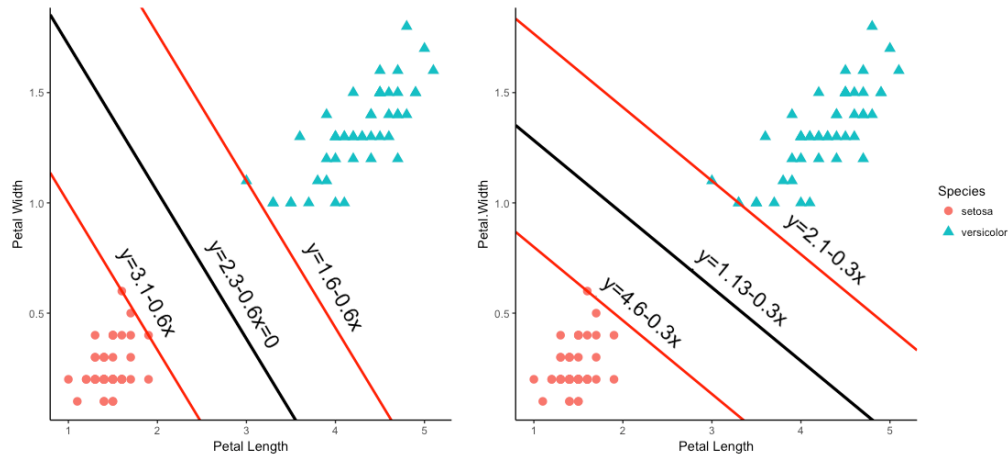 1.5
1.0
0.5
Petal Width
y=3.1-0.6x
y=2.3-0.6x=0
y=1.6-0.6x
1 2 3 4 5
Petal Length
1.5
1.0
0.5
Petal.Width
y=4.6-0.3x
y=1.13-0.3x
y=2.1-0.3x
1 2 3 4 5
Petal Length
Species
setosa
versicolor